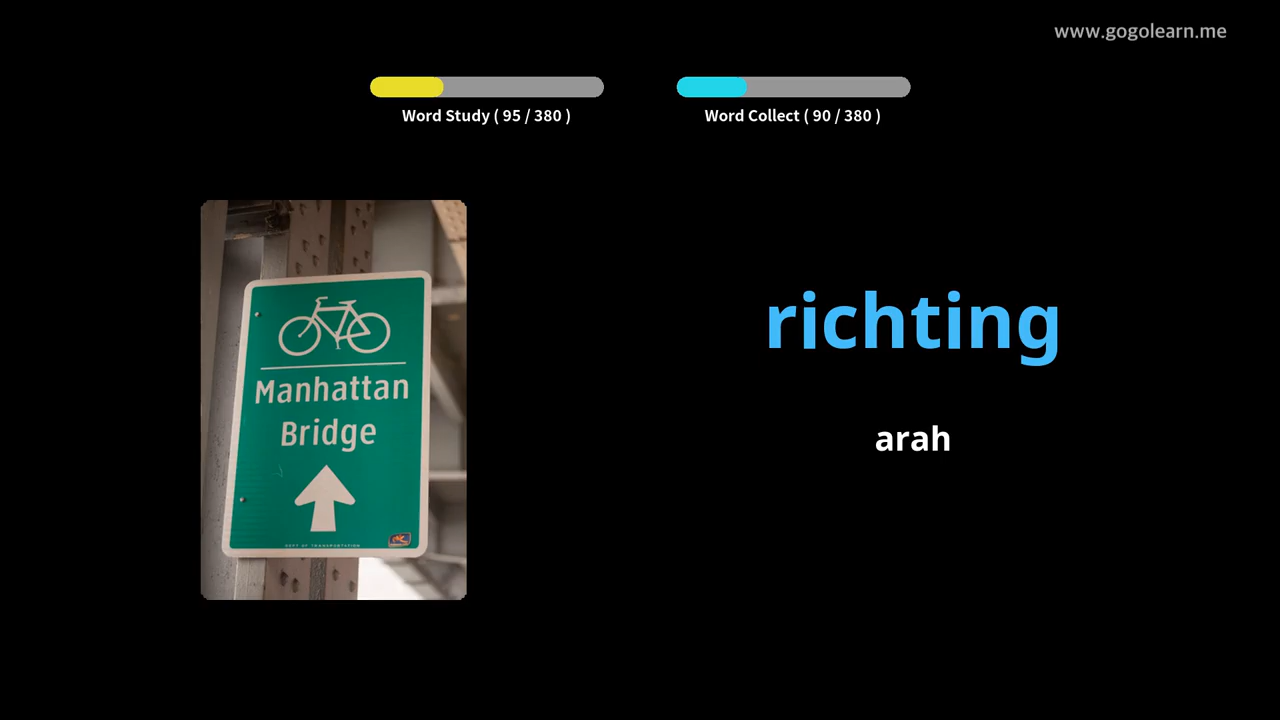 www.gogolearn.me
Word Study ( 95 / 380 )
Word Collect ( 90 / 380 )
Manhattan
Bridge
richting
arah